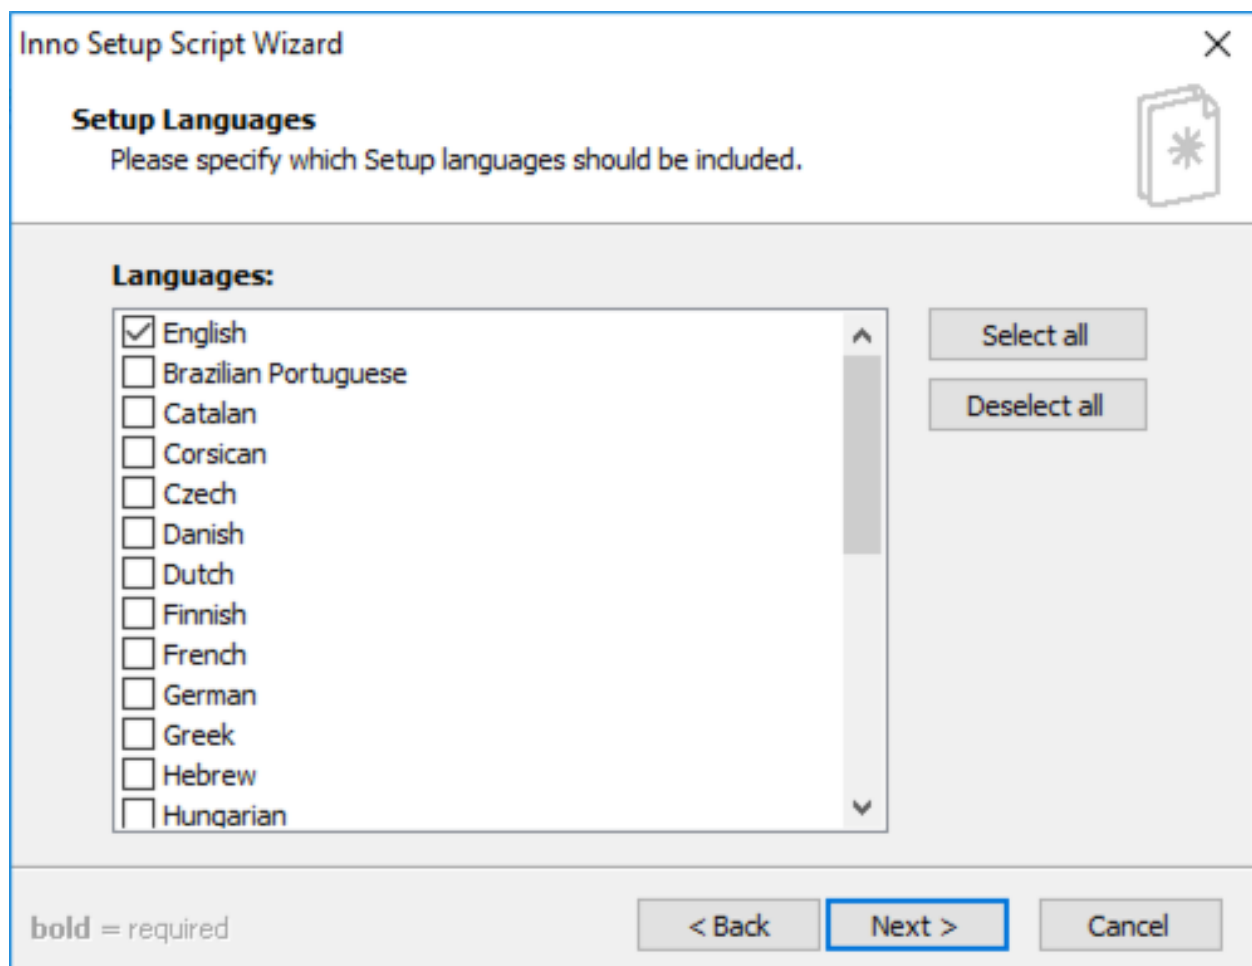 Inno Setup Script Wizard
Setup Languages
Please specify which Setup languages should be included.
Languages:
English
Brazilian Portuguese
Catalan
Corsican
Czech
Danish
Dutch
Finnish
French
German
Greek
Hebrew
Hungarian
Select all
Deselect all
bold = required
< Back
Next >
Cancel